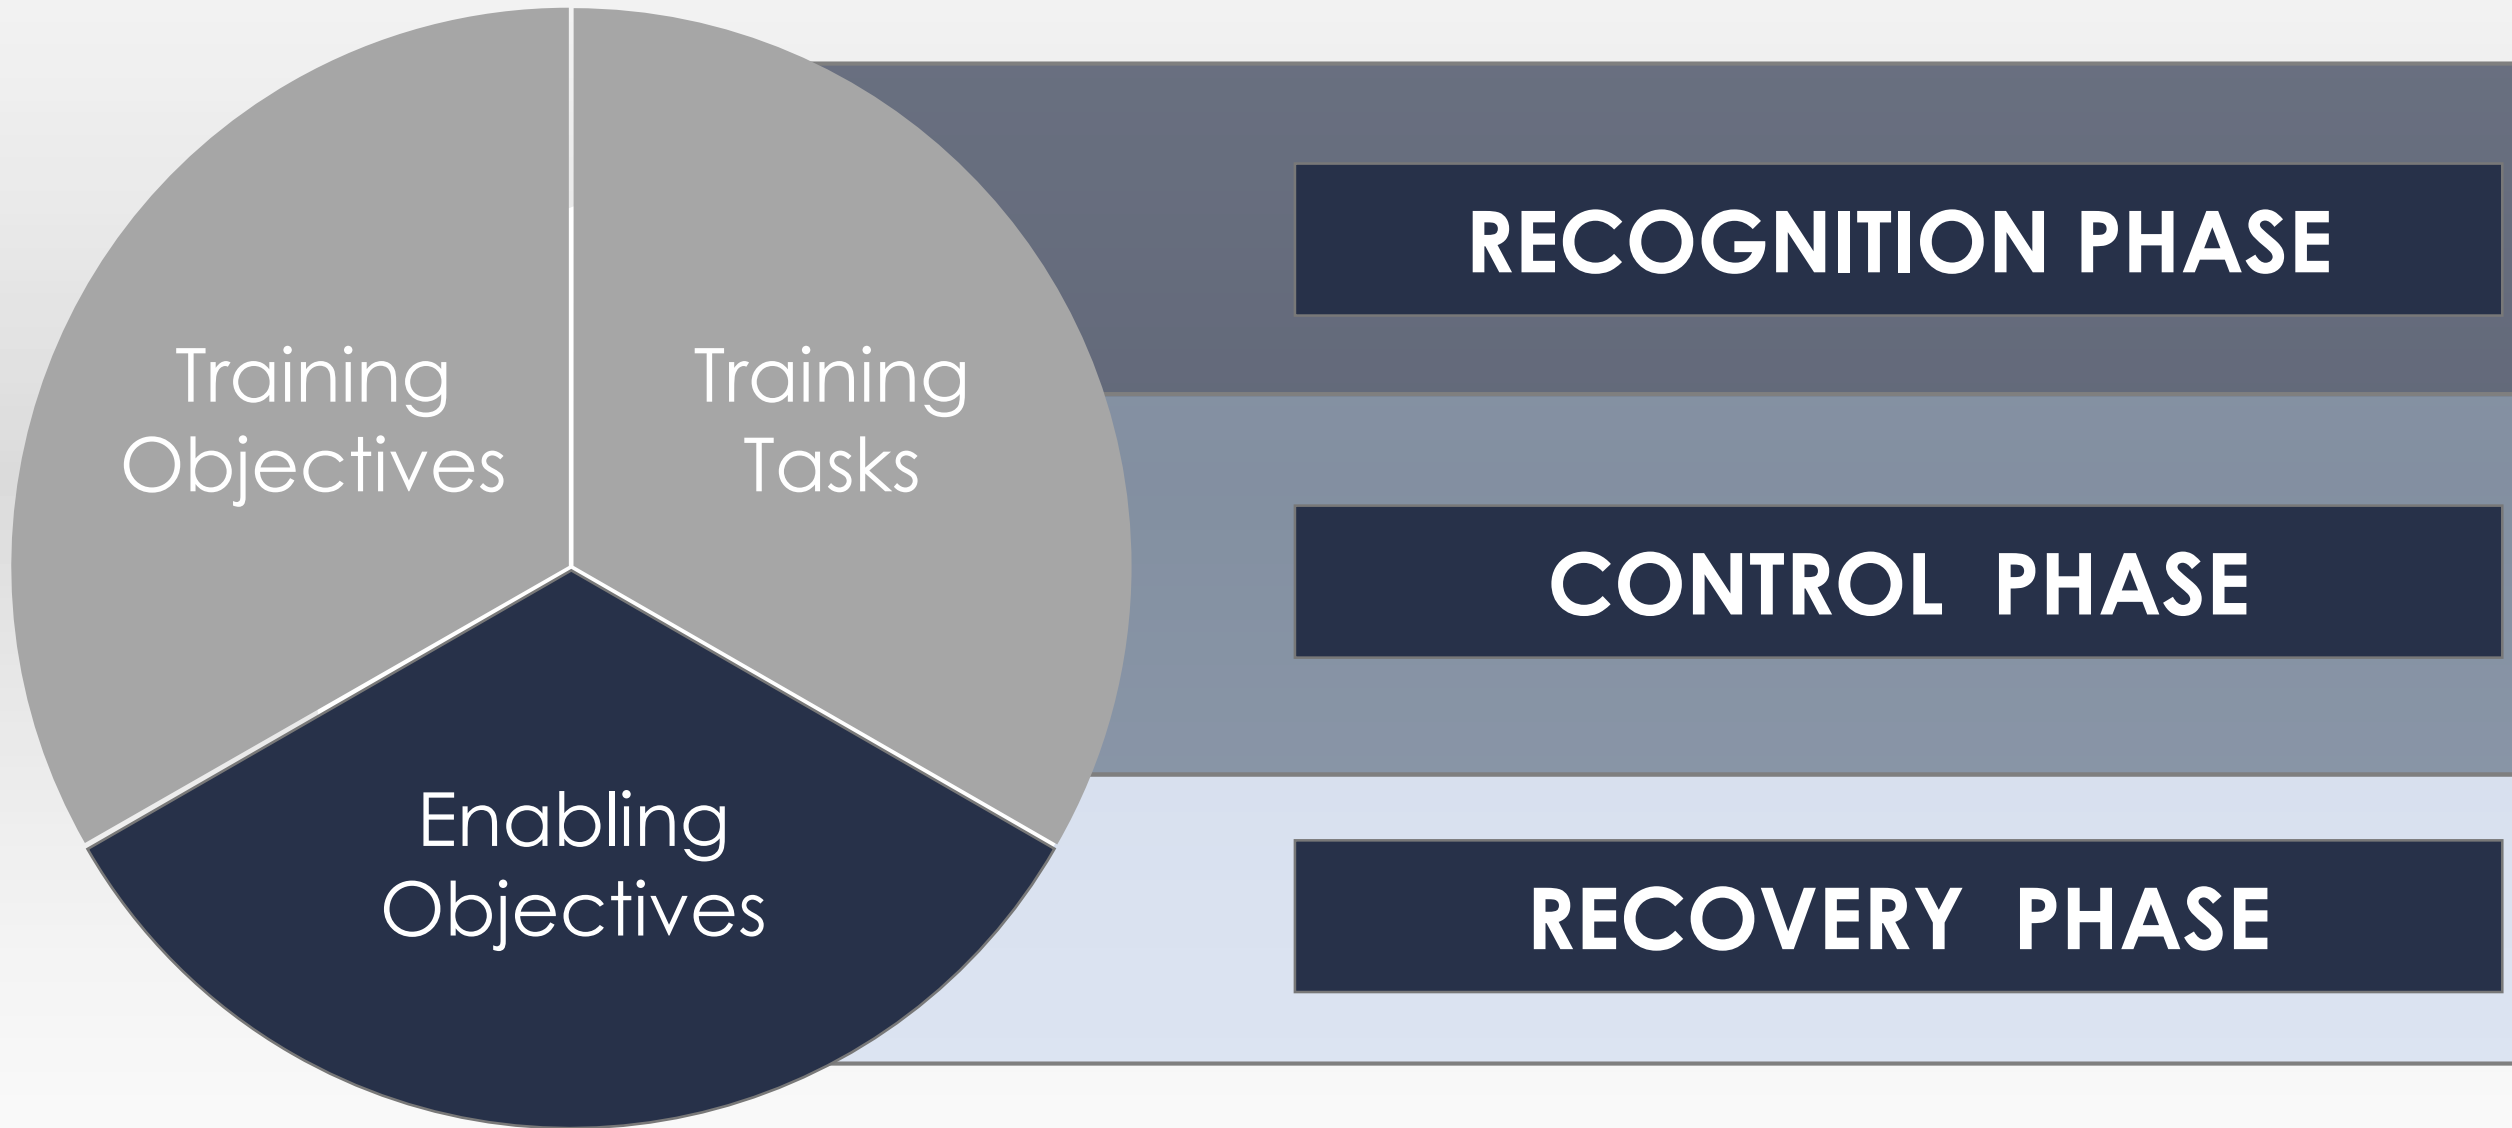 Training
Objectives
Training
Tasks
Enabling
Objectives
RECOGNITION PHASE
CONTROL PHASE
RECOVERY PHASE